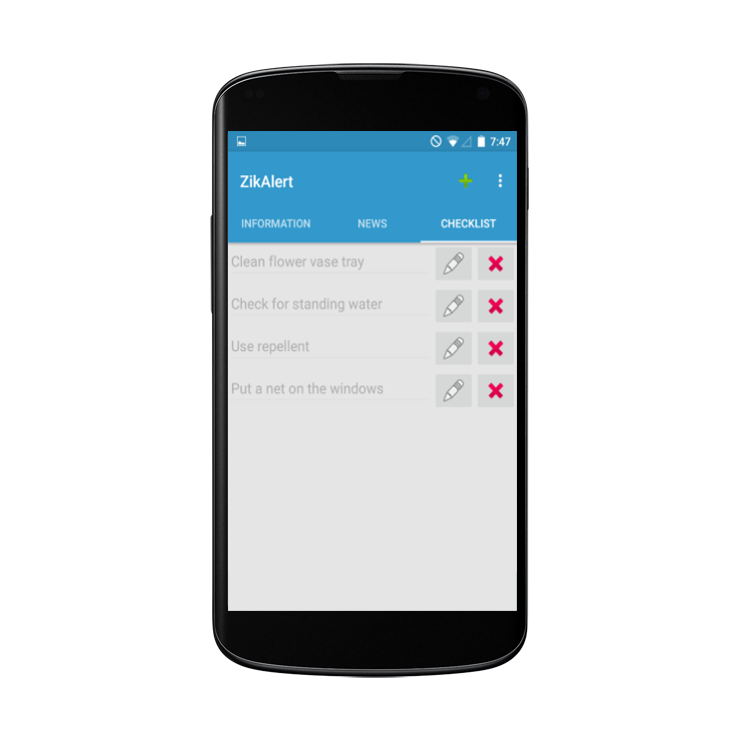 7:47
ZikAlert
INFORMATION NEWS CHECKLIST
Clean flower vase tray
Check for standing water
Use repellent
Put a net on the windows